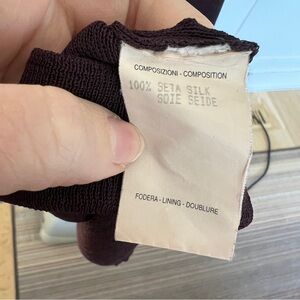 COMPOSIZIONI - COMPOSITION
100% SETA SILK
SOIE SEIDE
FODERA - LINING - DOUBLURE